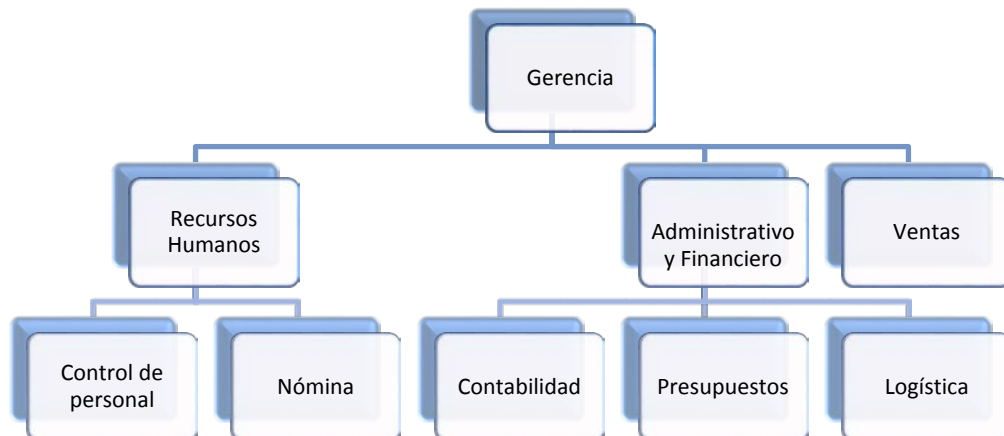 Gerencia
Recursos
Humanos
Administrativo
y Financiero
Ventas
Control de
personal
Nómina
Contabilidad
Presupuestos
Logística